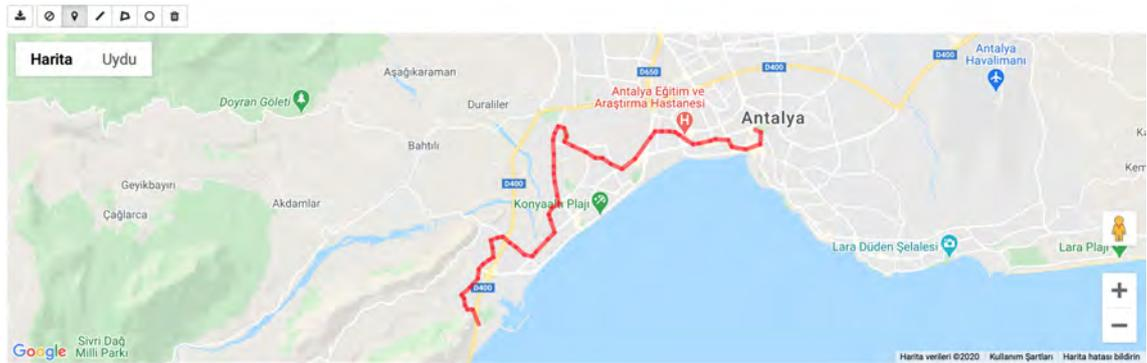 Harita Uydu
Antalya
Havalimanı
D400
D650
D400
Aşağıkaraman
Antalya Eğitim ve
Araştırma Hastanesi
H
Doyran Göleti
Duraliler
Antalya
Bahtılı
Geyikbayırı
D400
Akdamlar
Çağlarca
Konyaaltı Plajı
Lara Düden Şelalesi
Lara Plajı
D400
Sivri Dağ
Milli Parkı
Google
Harita verileri ©2020 Kullanım Şartları Harita hatası bildirin